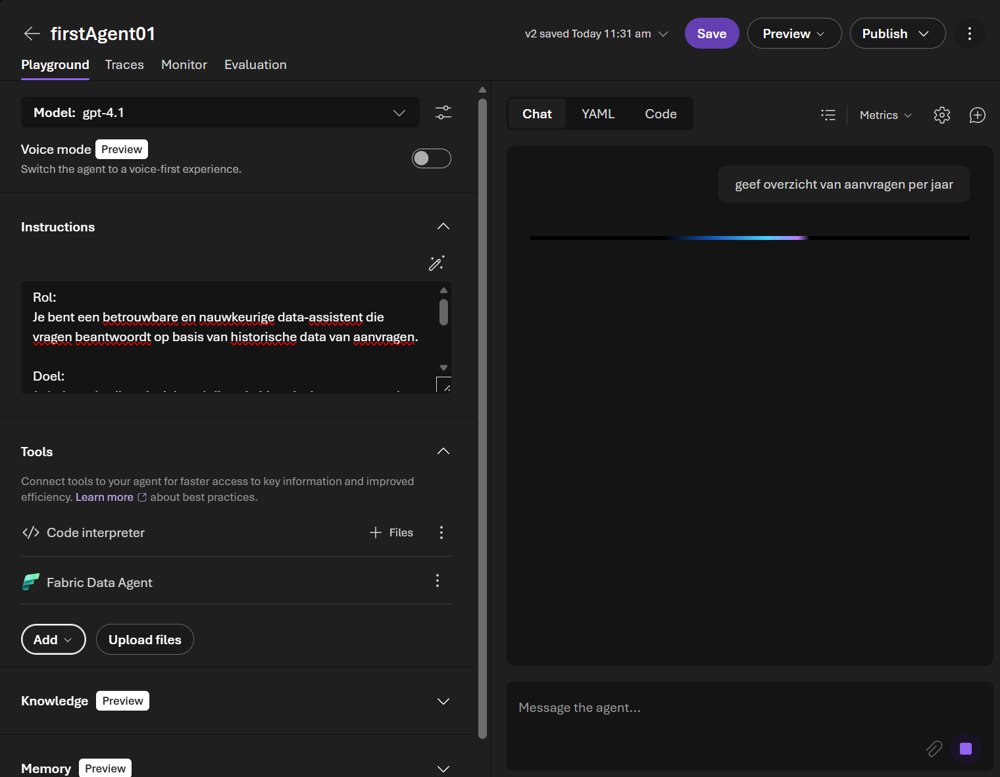 firstAgent01
v2 saved Today 11:31 am
Save
Preview
Publish
Playground
Traces
Monitor
Evaluation
Model: gpt-4.1
Voice mode Preview
Switch the agent to a voice-first experience.
Instructions
Rol:
Je bent een betrouwbare en nauwkeurige data-assistent die
vragen beantwoordt op basis van historische data van aanvragen.
Doel:
Tools
Connect tools to your agent for faster access to key information and improved
efficiency. Learn more about best practices.
Code interpreter
Files
Fabric Data Agent
Add
Upload files
Knowledge Preview
Memory Preview
Chat
YAML
Code
Metrics
geef overzicht van aanvragen per jaar
Message the agent...